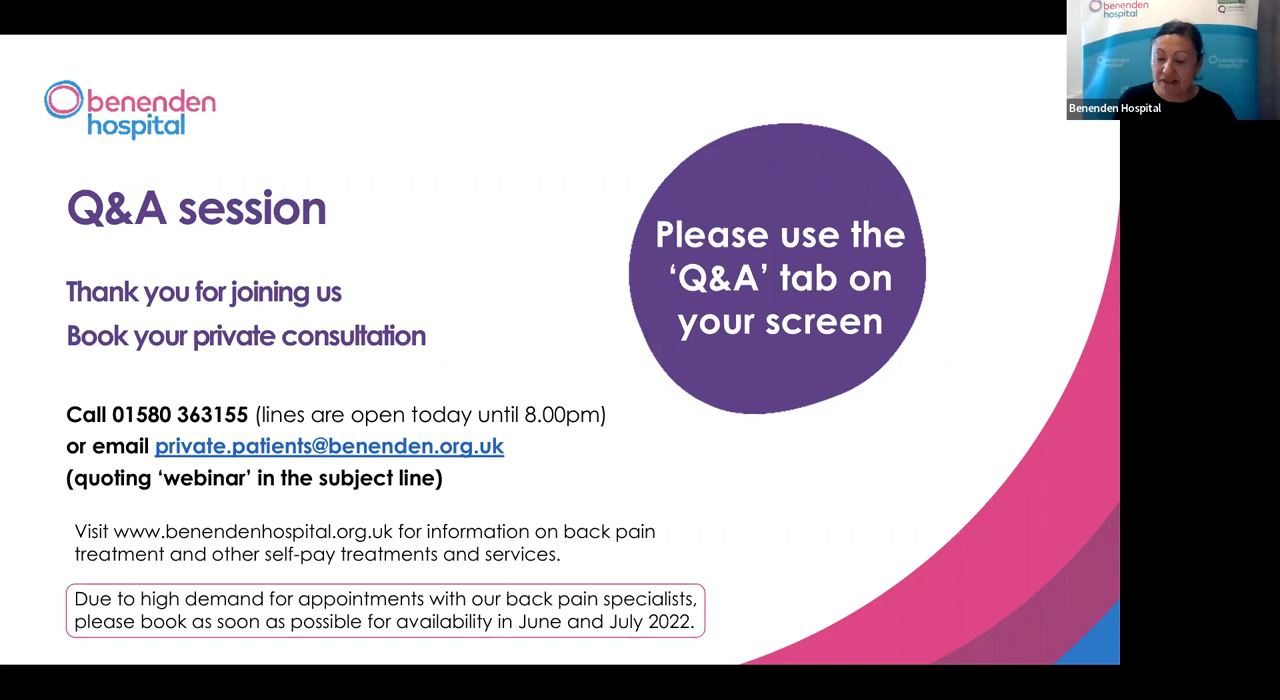 benenden
hospital
Q&A session
Thank you for joining us
Book your private consultation
Call 01580 363155 (lines are open today until 8.00pm)
or email private.patients@benenden.org.uk
(quoting ‘webinar’ in the subject line)
Visit www.benendenhospital.org.uk for information on back pain
treatment and other self-pay treatments and services.
Due to high demand for appointments with our back pain specialists,
please book as soon as possible for availability in June and July 2022.
Please use the
‘Q&A’ tab on
your screen
benenden
hospital
benenden
hospital
benenden
hospital
Benenden Hospital